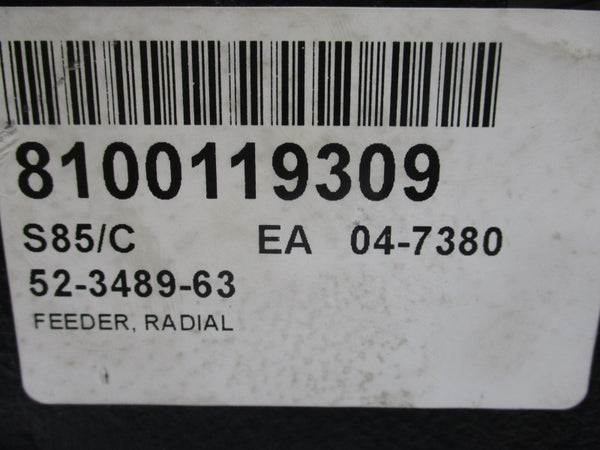 8100119309
S85/C EA 04-7380
52-3489-63
FEEDER, RADIAL